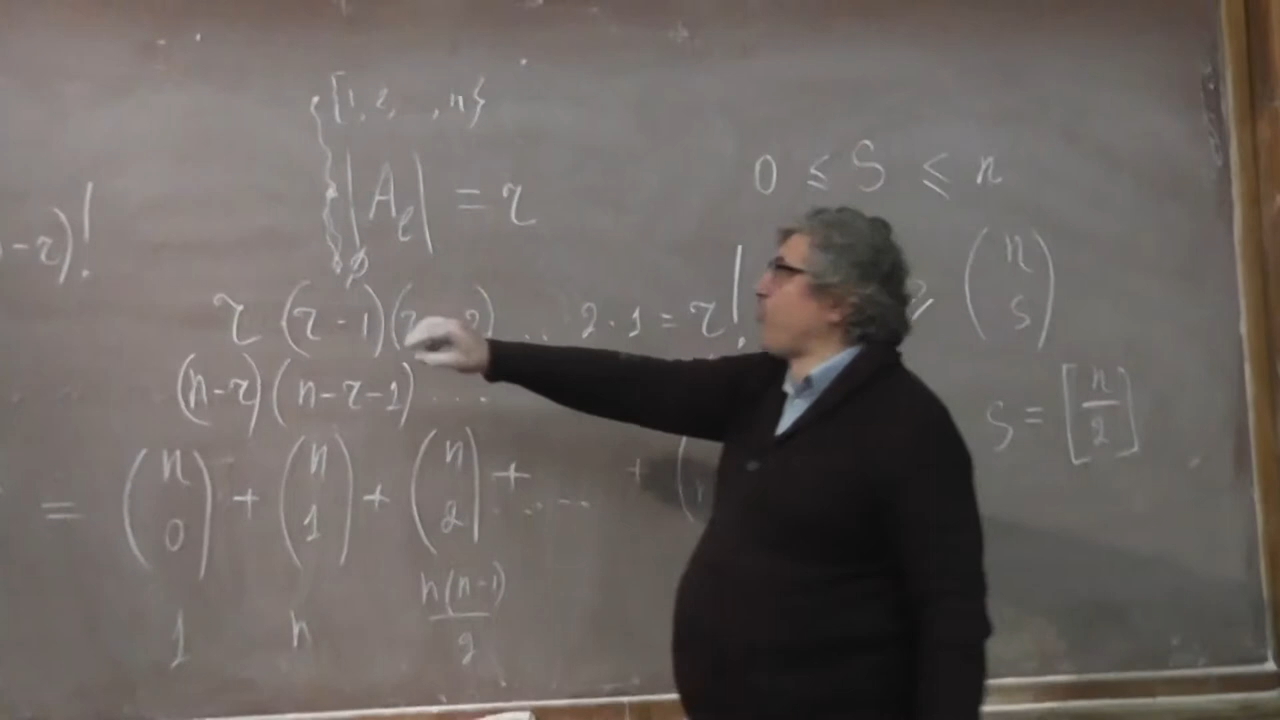 {1, 2, , n}
|A_ℓ| = r
∅
-r)!
r (r-1)(r-2) ... 2·1 = r!
(n-r)(n-r-1) ...
= (n 0) + (n 1) + (n 2) + ... + (
1 n n(n-1)/2
0 ≤ S ≤ n
(n s)
S = [n/2]